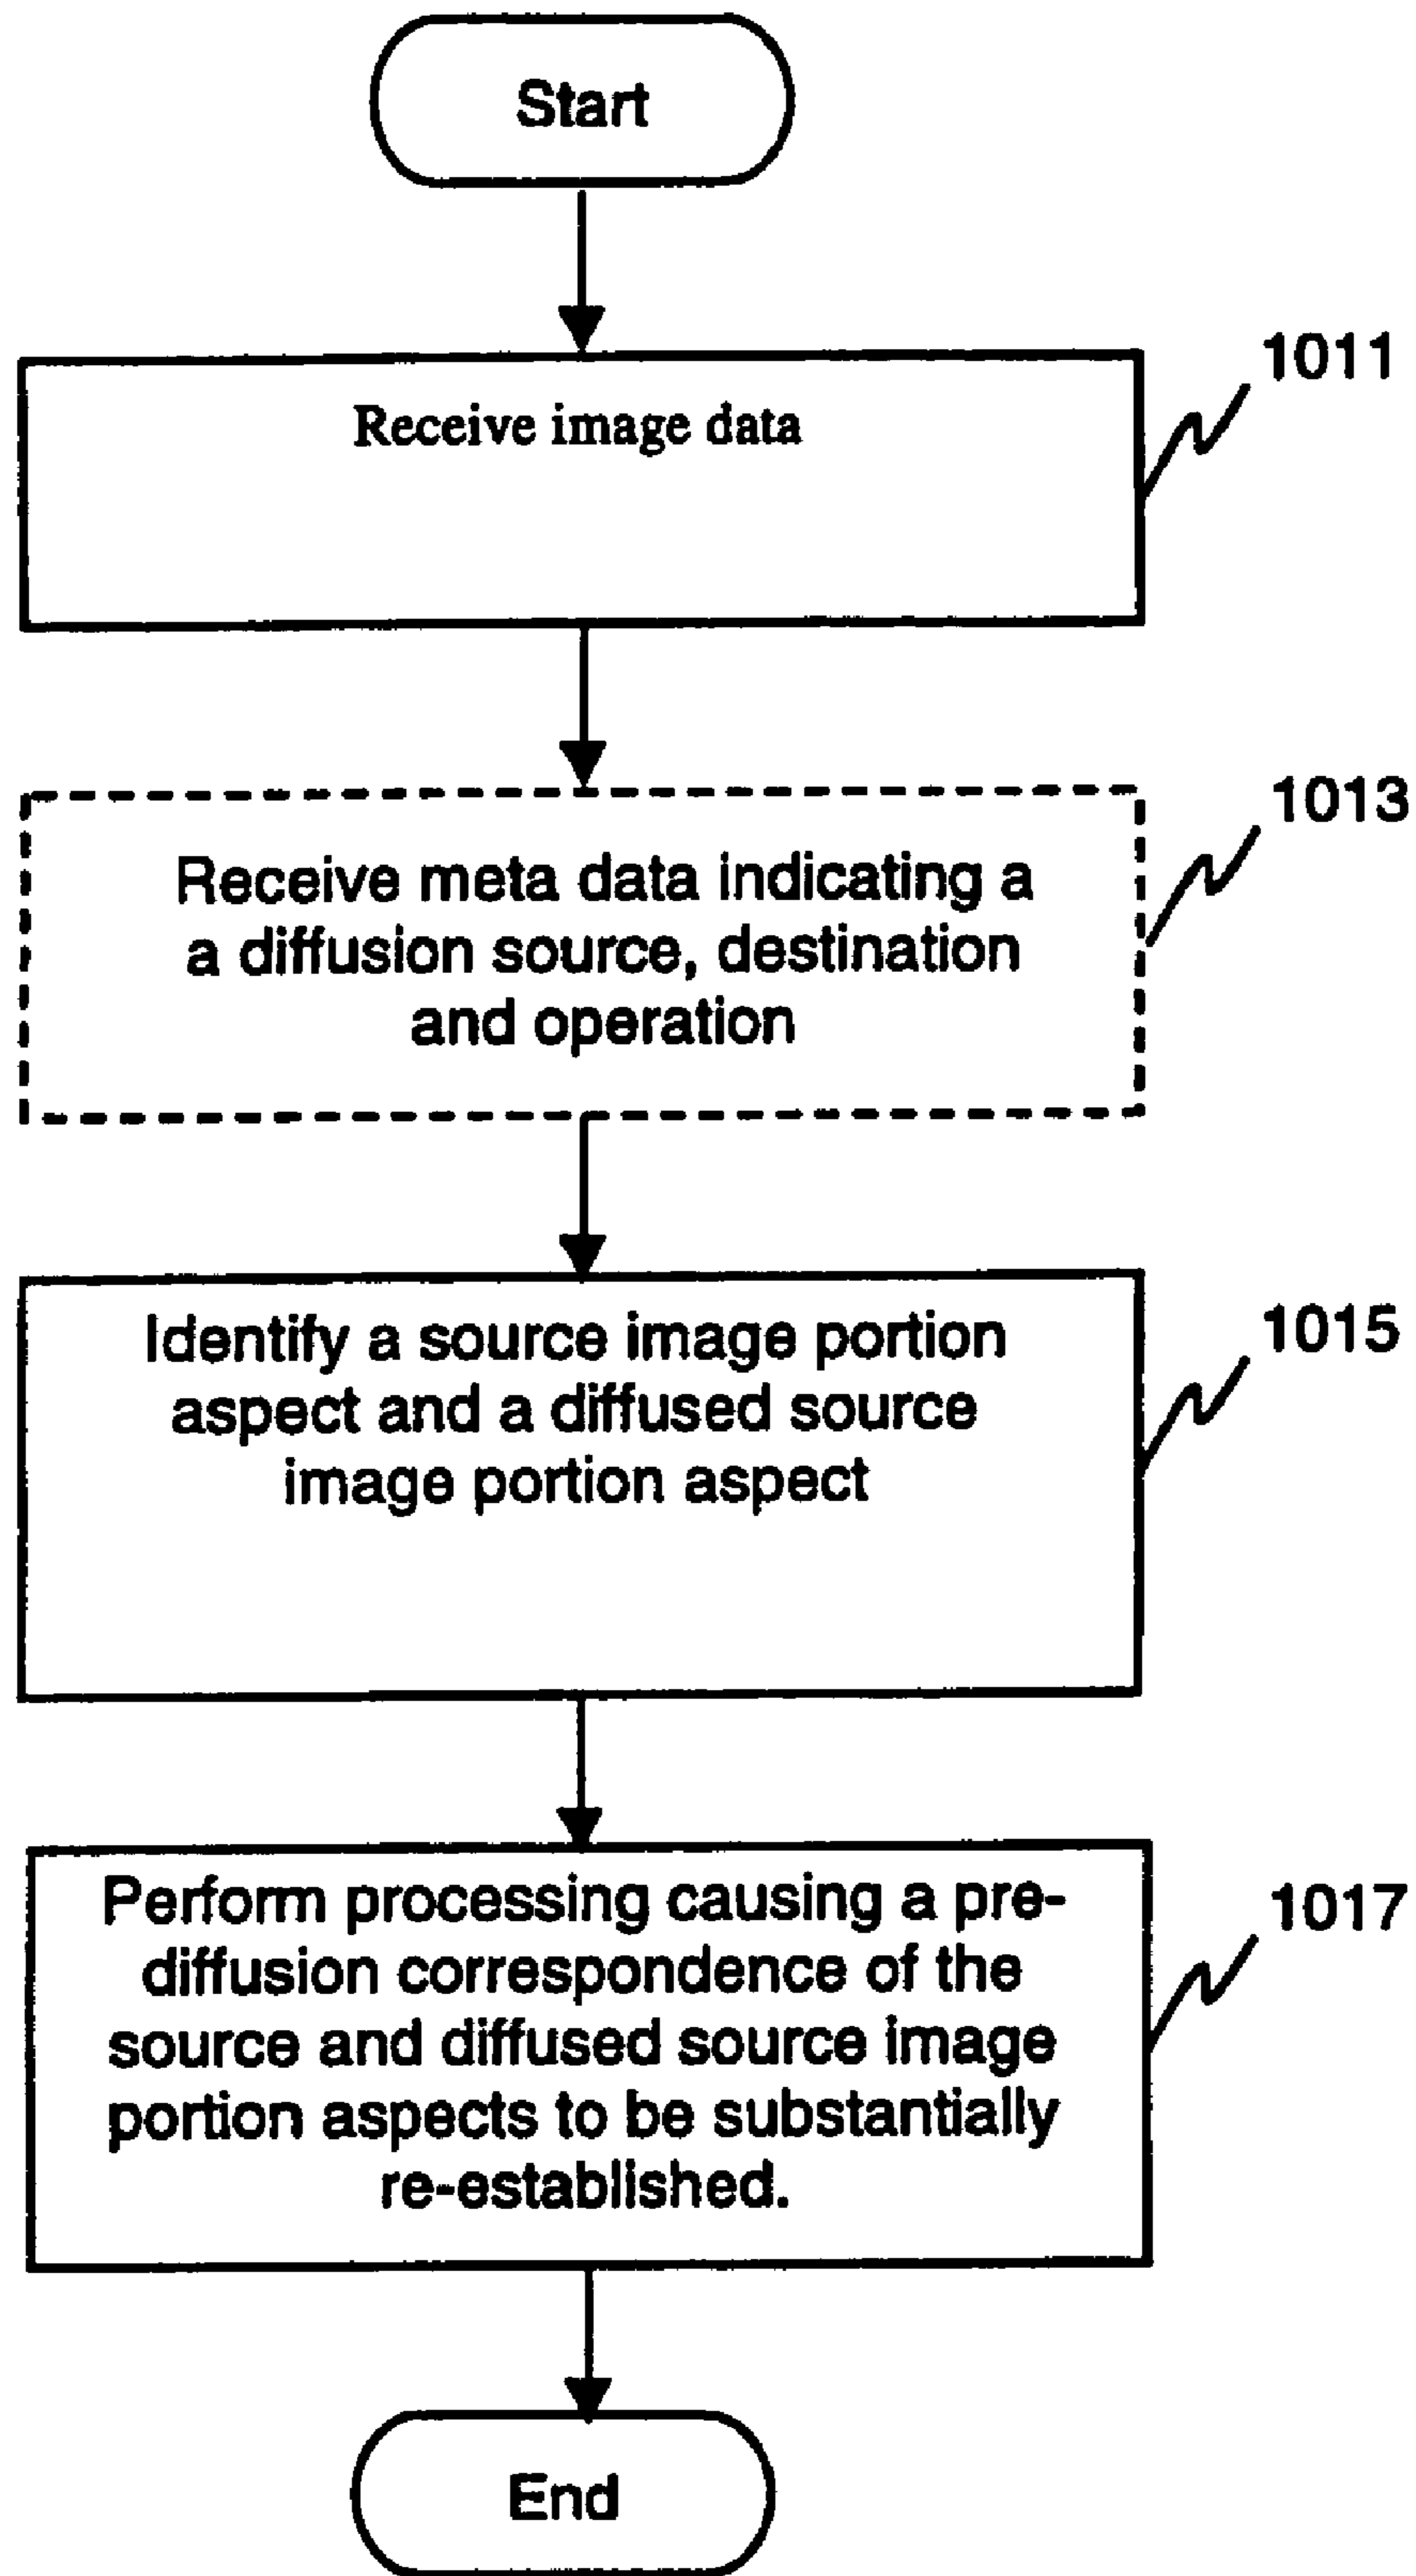 Start
1011
Receive image data
1013
Receive meta data indicating a
a diffusion source, destination
and operation
1015
Identify a source image portion
aspect and a diffused source
image portion aspect
1017
Perform processing causing a pre-
diffusion correspondence of the
source and diffused source image
portion aspects to be substantially
re-established.
End